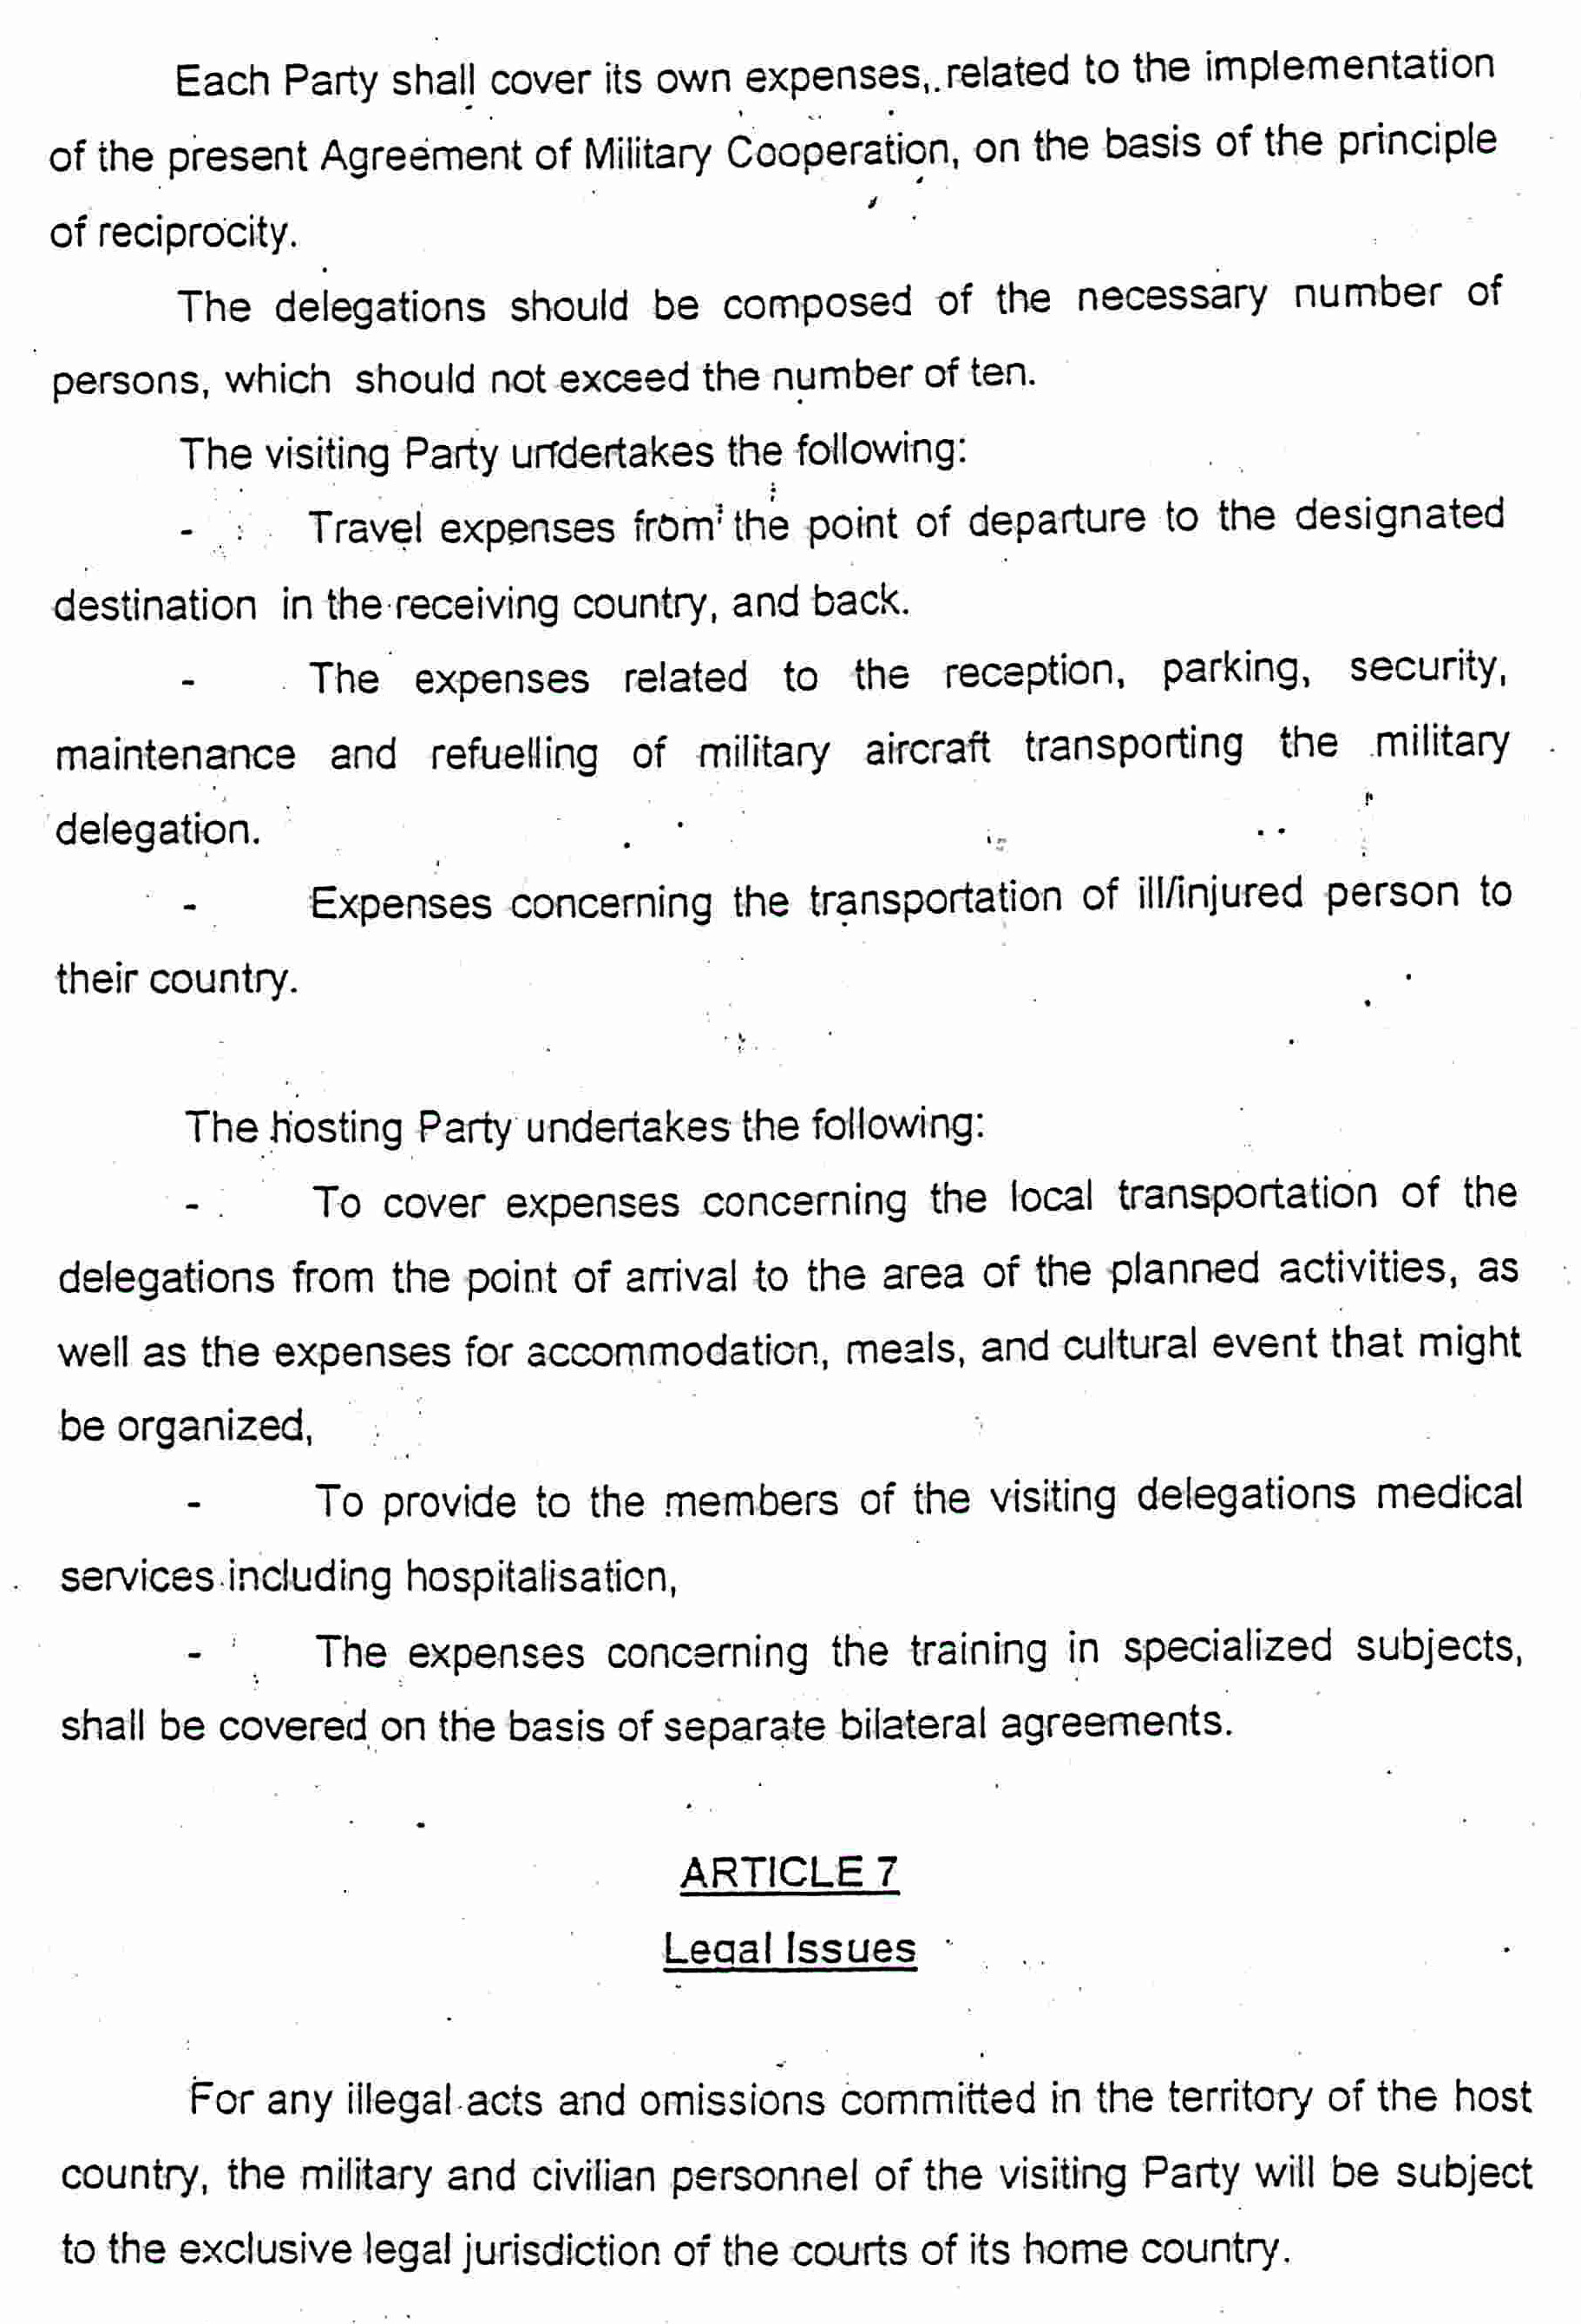 Each Party shall cover its own expenses, related to the implementation
of the present Agreement of Military Cooperation, on the basis of the principle
of reciprocity.
The delegations should be composed of the necessary number of
persons, which should not exceed the number of ten.
The visiting Party undertakes the following:
- Travel expenses from the point of departure to the designated
destination in the receiving country, and back.
- The expenses related to the reception, parking, security,
maintenance and refuelling of military aircraft transporting the military
delegation.
- Expenses concerning the transportation of ill/injured person to
their country.
The hosting Party undertakes the following:
- To cover expenses concerning the local transportation of the
delegations from the point of arrival to the area of the planned activities, as
well as the expenses for accommodation, meals, and cultural event that might
be organized,
- To provide to the members of the visiting delegations medical
services including hospitalisation,
- The expenses concerning the training in specialized subjects,
shall be covered on the basis of separate bilateral agreements.
ARTICLE 7
Legal Issues
For any illegal acts and omissions committed in the territory of the host
country, the military and civilian personnel of the visiting Party will be subject
to the exclusive legal jurisdiction of the courts of its home country.